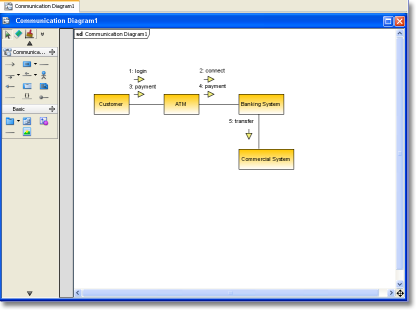 Communication Diagram1
Communication Diagram1
sd Communication Diagram1
Communica...
Basic
1: login
3: payment
2: connect
4: payment
Customer
ATM
Banking System
5: transfer
Commercial System